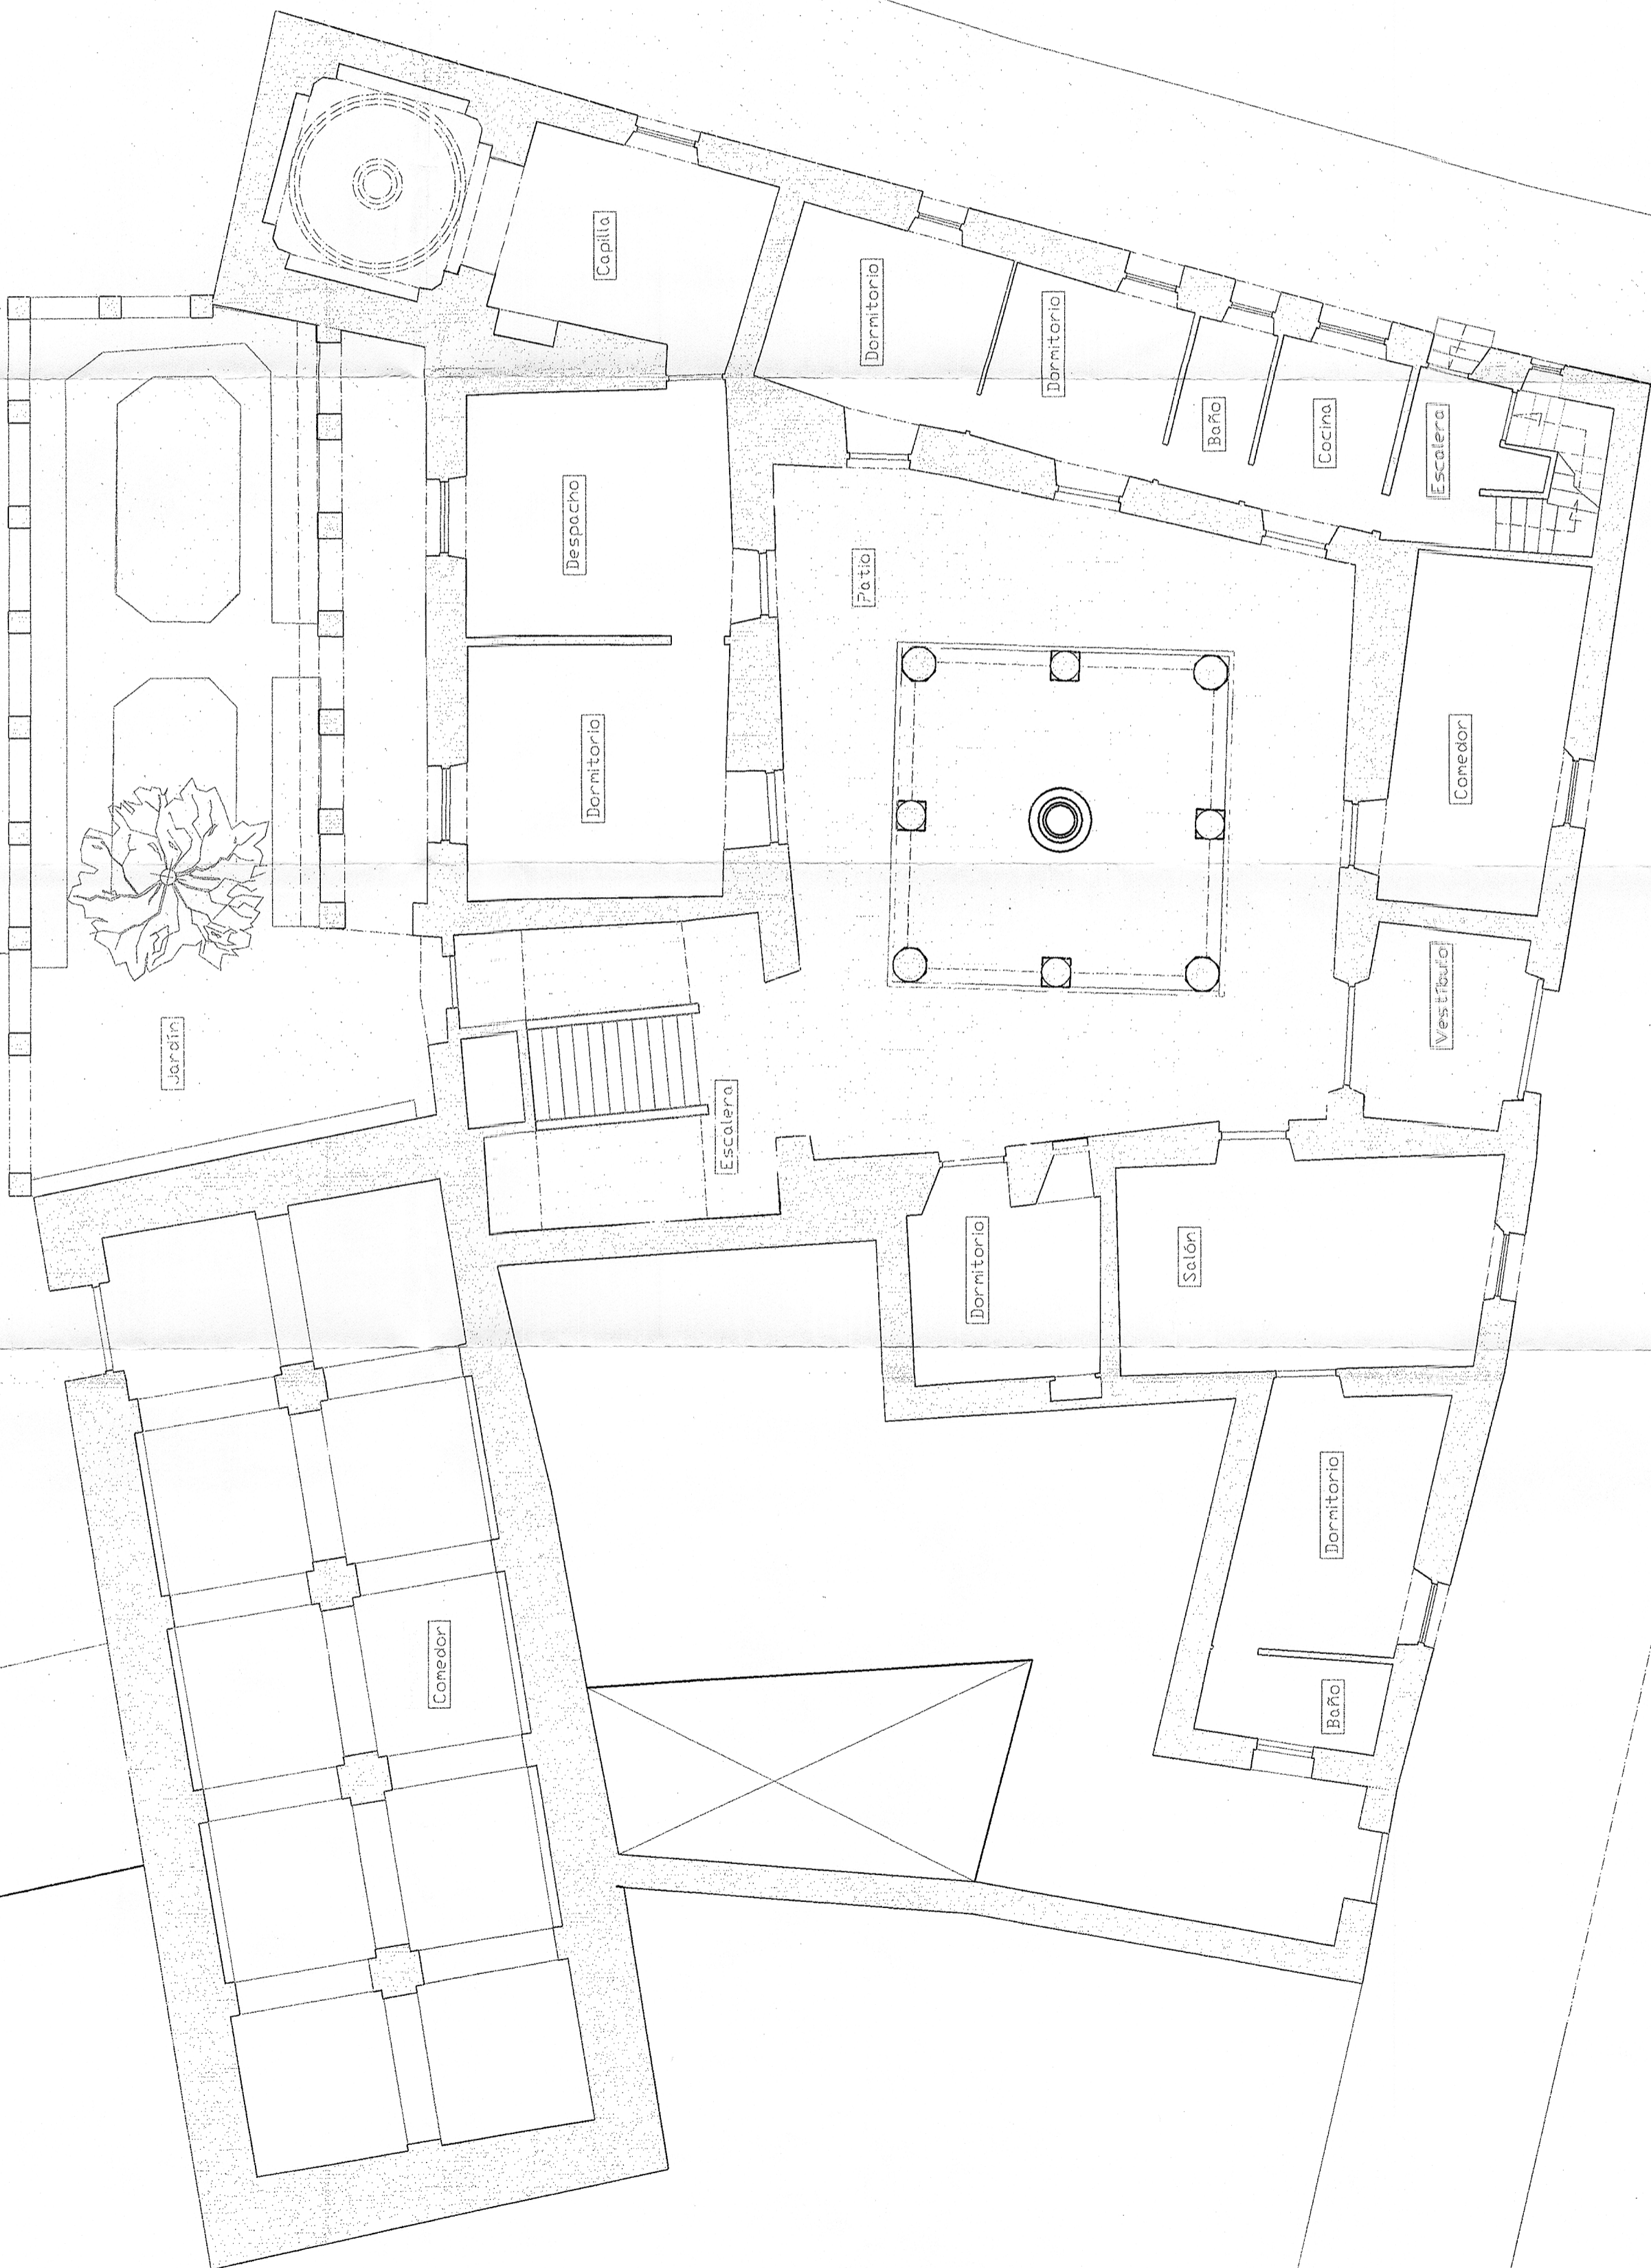 Capilla
Dormitorio
Dormitorio
Baño
Cocina
Escalera
Despacho
Patio
Dormitorio
Comedor
Vestíbulo
Jardín
Escalera
Dormitorio
Salón
Dormitorio
Comedor
Baño